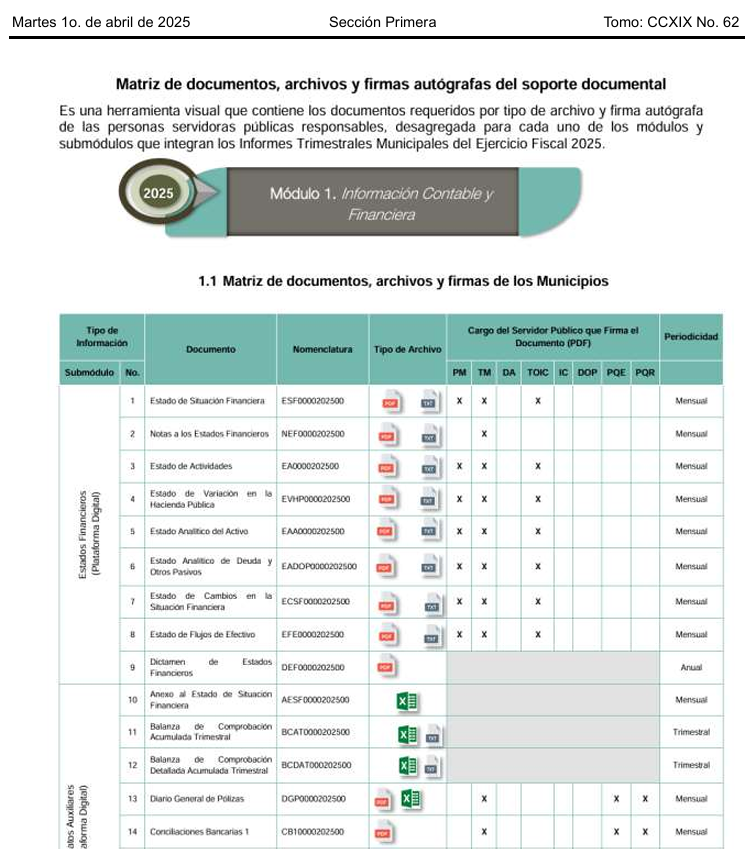 Martes 1o. de abril de 2025 Sección Primera Tomo: CCXIX No. 62
Matriz de documentos, archivos y firmas autógrafas del soporte documental
Es una herramienta visual que contiene los documentos requeridos por tipo de archivo y firma autógrafa
de las personas servidoras públicas responsables, desagregada para cada uno de los módulos y
submódulos que integran los Informes Trimestrales Municipales del Ejercicio Fiscal 2025.
2025
Módulo 1. Información Contable y
Financiera
1.1 Matriz de documentos, archivos y firmas de los Municipios
Tipo de
Información
Documento Nomenclatura Tipo de Archivo
Cargo del Servidor Público que Firma el
Documento (PDF)
Periodicidad
Submódulo No. PM TM DA TOIC IC DOP PQE PQR
Estados Financieros
(Plataforma Digital)
1 Estado de Situación Financiera ESF0000202500 PDF TXT X X X Mensual
2 Notas a los Estados Financieros NEF0000202500 PDF TXT X Mensual
3 Estado de Actividades EA0000202500 PDF TXT X X X Mensual
4 Estado de Variación en la
Hacienda Pública EVHP0000202500 PDF TXT X X X Mensual
5 Estado Analítico del Activo EAA0000202500 PDF TXT X X X Mensual
6 Estado Analítico de Deuda y
Otros Pasivos EADOP0000202500 PDF TXT X X X Mensual
7 Estado de Cambios en la
Situación Financiera ECSF0000202500 PDF TXT X X X Mensual
8 Estado de Flujos de Efectivo EFE0000202500 PDF TXT X X X Mensual
9 Dictamen de Estados
Financieros DEF0000202500 PDF Anual
10 Anexo al Estado de Situación
Financiera AESF0000202500 X Mensual
11 Balanza de Comprobación
Acumulada Trimestral BCAT0000202500 X TXT Trimestral
12 Balanza de Comprobación
Detallada Acumulada Trimestral BCDAT000202500 X TXT Trimestral
13 Diario General de Pólizas DGP0000202500 PDF X X X X Mensual
14 Conciliaciones Bancarias 1 CB10000202500 PDF X X X Mensual